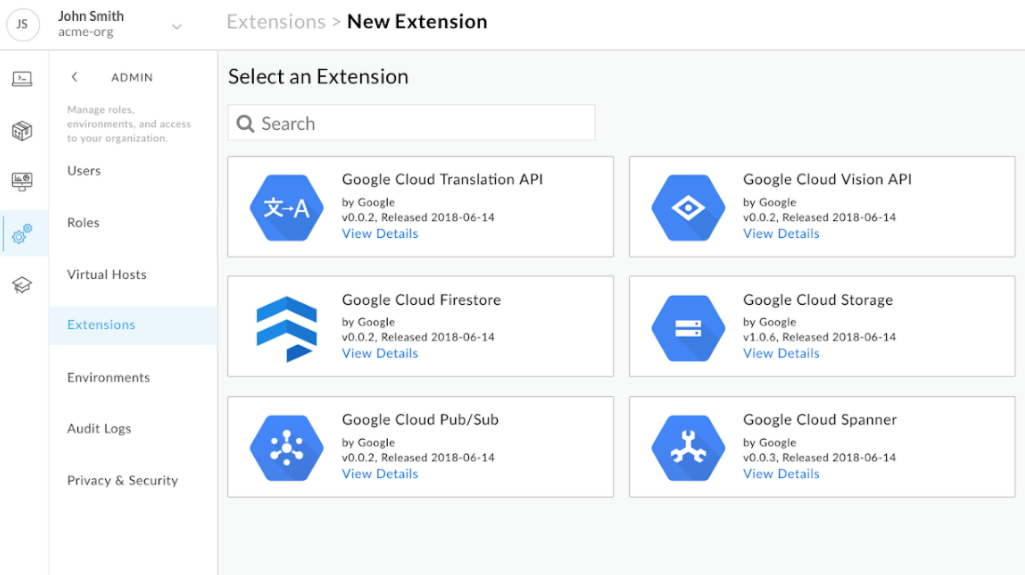 JS
John Smith
acme-org
Extensions > New Extension
ADMIN
Manage roles,
environments, and access
to your organization.
Users
Roles
Virtual Hosts
Extensions
Environments
Audit Logs
Privacy & Security
Select an Extension
Search
文→A
Google Cloud Translation API
by Google
v0.0.2, Released 2018-06-14
View Details
Google Cloud Vision API
by Google
v0.0.2, Released 2018-06-14
View Details
Google Cloud Firestore
by Google
v0.0.2, Released 2018-06-14
View Details
Google Cloud Storage
by Google
v1.0.6, Released 2018-06-14
View Details
Google Cloud Pub/Sub
by Google
v0.0.2, Released 2018-06-14
View Details
Google Cloud Spanner
by Google
v0.0.3, Released 2018-06-14
View Details